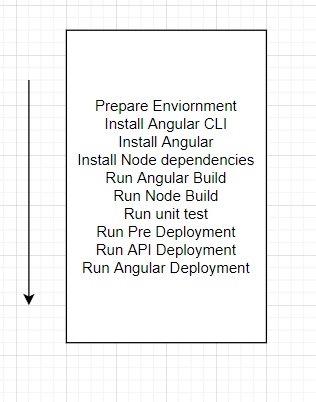 Prepare Enviornment
Install Angular CLI
Install Angular
Install Node dependencies
Run Angular Build
Run Node Build
Run unit test
Run Pre Deployment
Run API Deployment
Run Angular Deployment